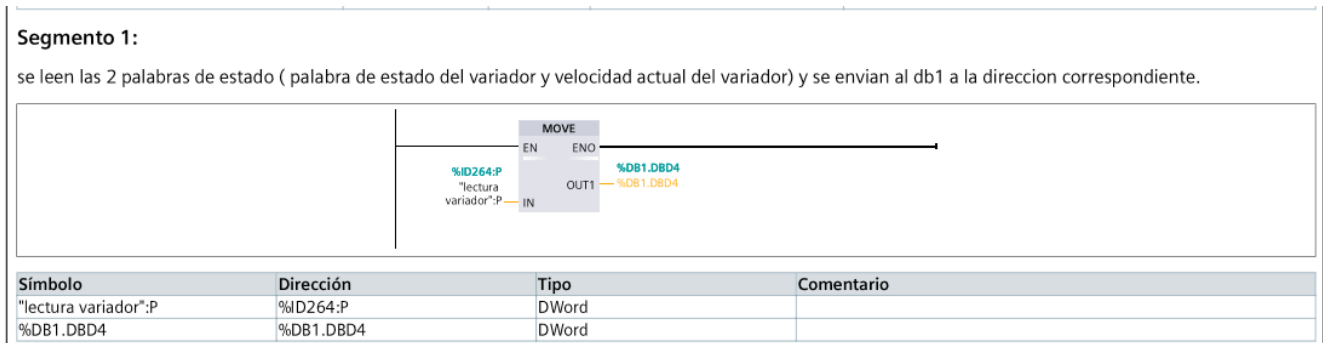 Segmento 1:
se leen las 2 palabras de estado ( palabra de estado del variador y velocidad actual del variador) y se envian al db1 a la direccion correspondiente.
MOVE
EN ENO
%ID264:P
"lectura
variador":P
IN
%DB1.DBD4
OUT1 %DB1.DBD4
Símbolo Dirección Tipo Comentario
"lectura variador":P %ID264:P DWord
%DB1.DBD4 %DB1.DBD4 DWord